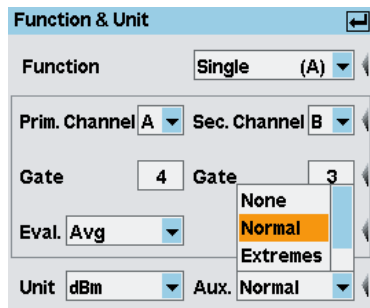 Function & Unit
Function Single (A)
Prim. Channel A Sec. Channel B
Gate 4 Gate 3
None
Eval. Avg Normal
Extremes
Unit dBm Aux. Normal